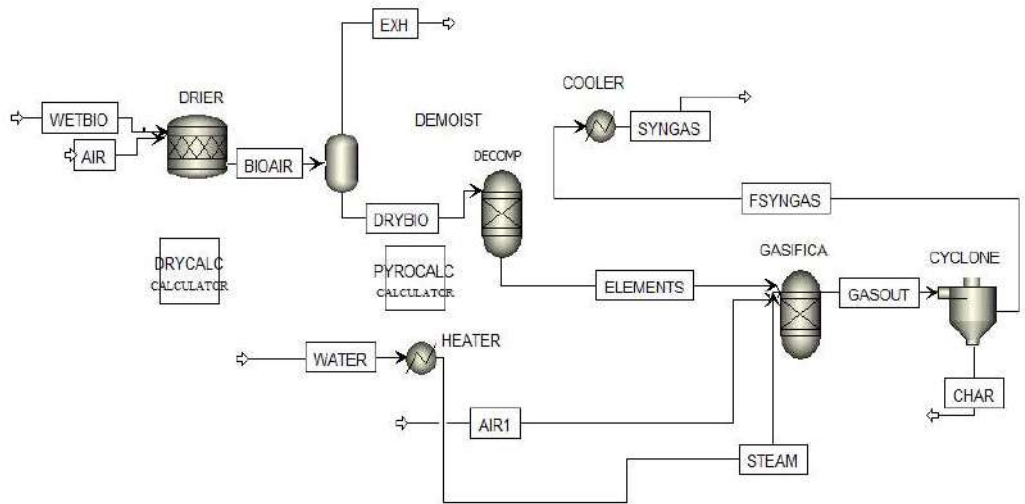 EXH
COOLER
DRIER
WETBIO
SYNGAS
DEMOIST
AIR
BIOAIR
DECOMP
FSYNGAS
DRYBIO
GASIFICA
CYCLONE
DRYCALC
CALCULATOR
PYROCALC
CALCULATOR
ELEMENTS
GASOUT
HEATER
WATER
CHAR
AIR1
STEAM